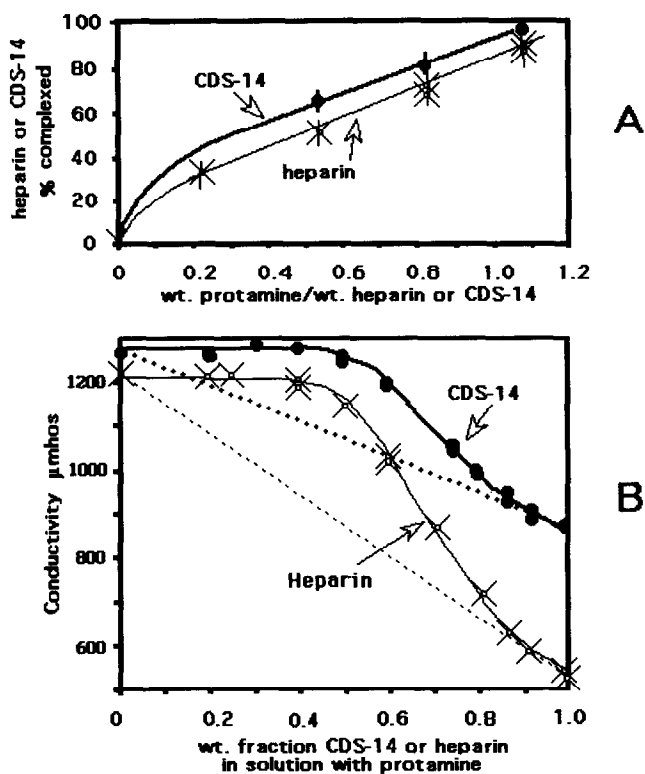 100
80
60
40
20
0
heparin or CDS-14
% complexed
CDS-14
heparin
A
0 0.2 0.4 0.6 0.8 1.0 1.2
wt. protamine/wt. heparin or CDS-14
1200
1000
800
600
Conductivity µmhos
CDS-14
Heparin
B
0 0.2 0.4 0.6 0.8 1.0
wt. fraction CDS-14 or heparin
in solution with protamine